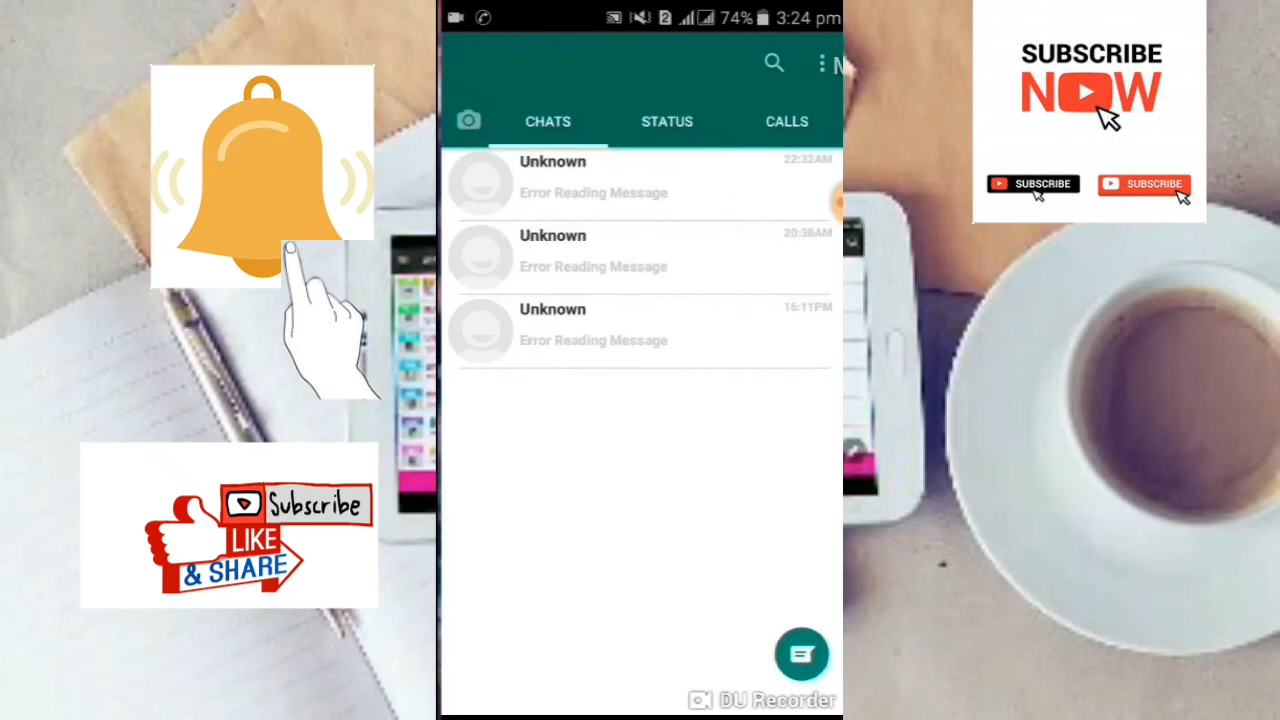 2 74% 3:24 pm
N
CHATS STATUS CALLS
Unknown 22:32AM
Error Reading Message
Unknown 20:38AM
Error Reading Message
Unknown 16:11PM
Error Reading Message
DU Recorder
SUBSCRIBE
NOW
SUBSCRIBE SUBSCRIBE
Subscribe
LIKE
& SHARE